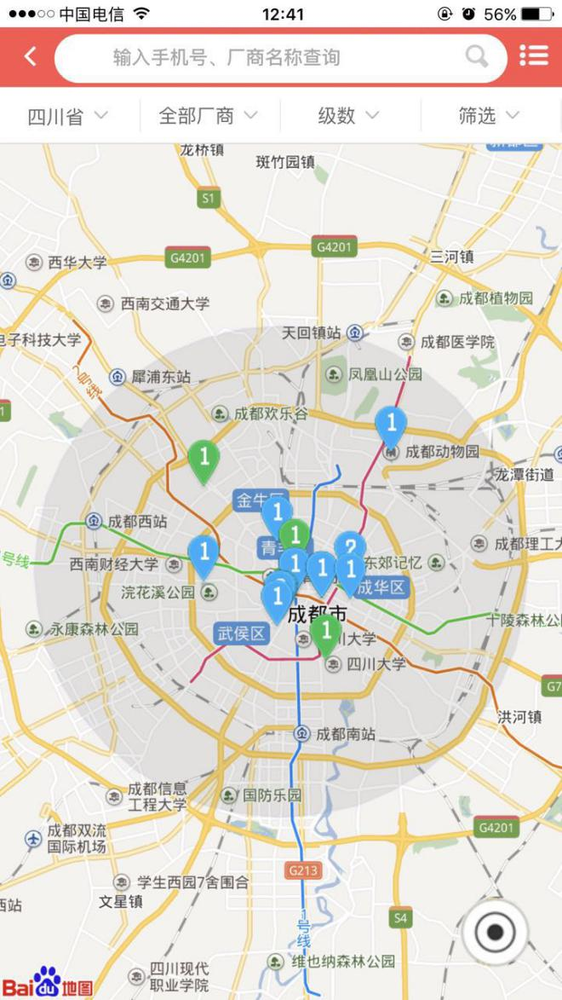 中国电信 12:41 56%
输入手机号、厂商名称查询
四川省 全部厂商 级数 筛选
龙桥镇
斑竹园镇
S1
G4201
G4201
三河镇
西华大学
西南交通大学
成都植物园
天回镇站
电子科技大学
成都医学院
2号线
犀浦东站
凤凰山公园
成都欢乐谷
1
1
成都动物园
龙潭街道
金牛区
1
成都西站
1
成都理工大
号线
西南财经大学
1
1
1
2
1
东郊记忆
浣花溪公园
成华区
1
成都市
十陵森林公
永康森林公园
武侯区
1
川大学
四川大学
G7
洪河镇
成都南站
成都信息
工程大学
国防乐园
G4201
成都双流
国际机场
G213
学生西园7舍围合
文星镇
西站
S4
1号线
维也纳森林公园
四川现代
职业学院
Bai du 地图